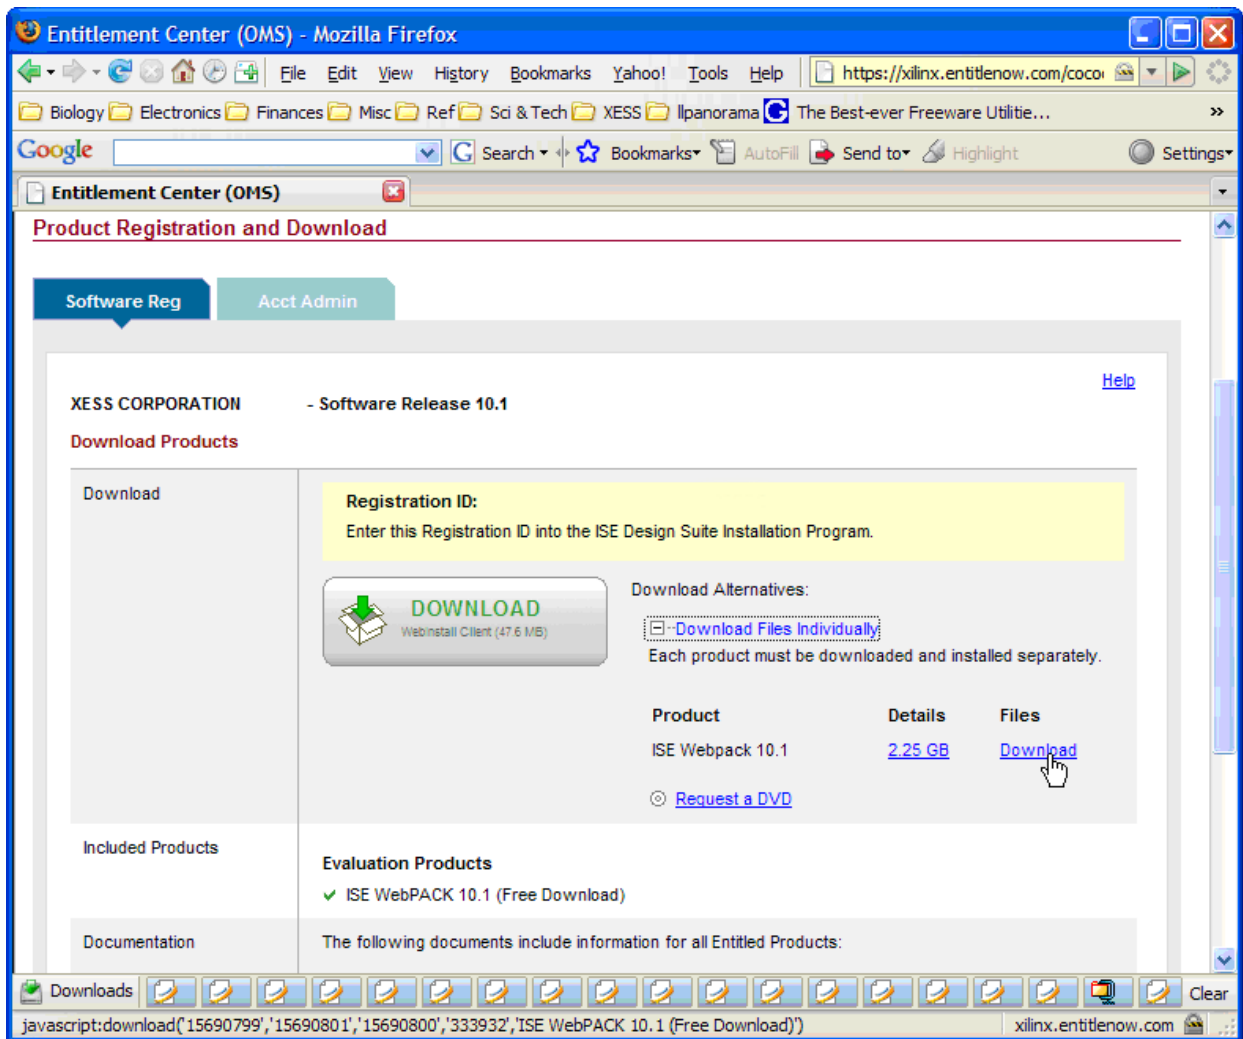 Entitlement Center (OMS) - Mozilla Firefox
File Edit View History Bookmarks Yahoo! Tools Help https://xilinx.entitlenow.com/coco
Biology Electronics Finances Misc Ref Sci & Tech XESS llpanorama The Best-ever Freeware Utilitie... »
Google G Search Bookmarks AutoFill Send to Highlight Settings
Entitlement Center (OMS)
Product Registration and Download
Software Reg Acct Admin
Help
XESS CORPORATION - Software Release 10.1
Download Products
Download
Registration ID:
Enter this Registration ID into the ISE Design Suite Installation Program.
Download Alternatives:
DOWNLOAD
Webinstall Client (47.6 MB)
Download Files Individually
Each product must be downloaded and installed separately.
Product Details Files
ISE Webpack 10.1 2.25 GB Download
Request a DVD
Included Products
Evaluation Products
ISE WebPACK 10.1 (Free Download)
Documentation The following documents include information for all Entitled Products:
Downloads Clear
javascript:download('15690799','15690801','15690800','333932','ISE WebPACK 10.1 (Free Download)') xilinx.entitlenow.com